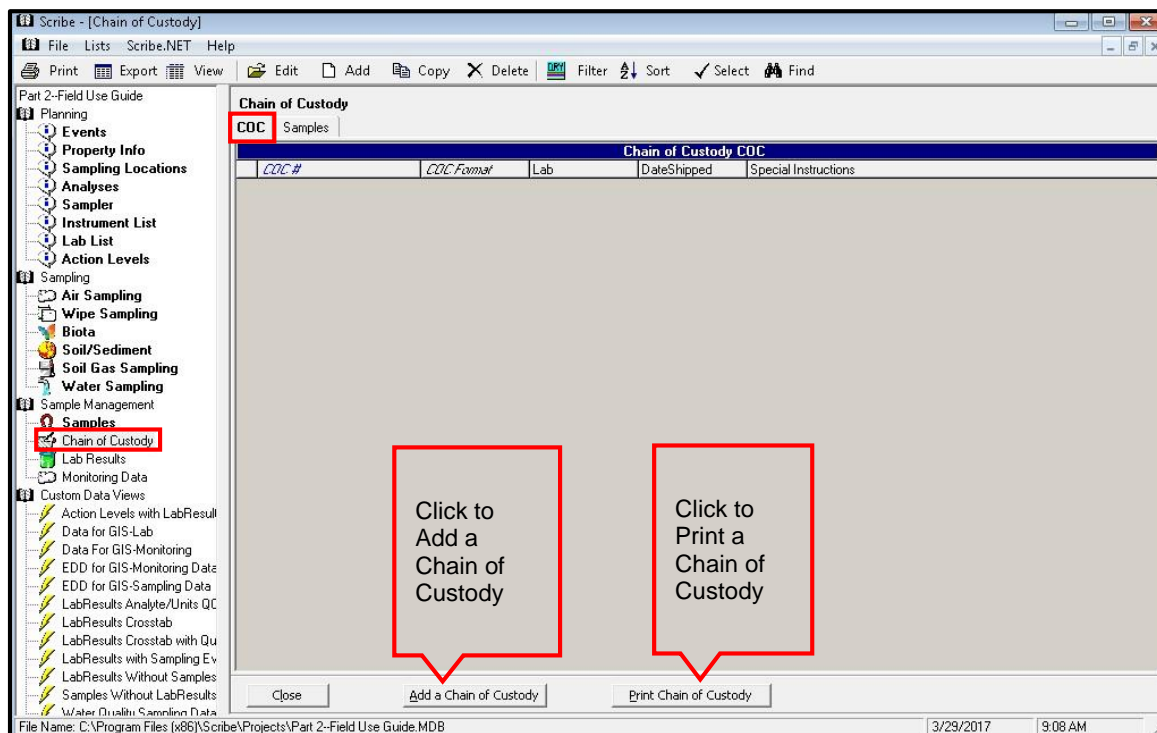 Scribe - [Chain of Custody]
File Lists Scribe.NET Help
Print Export View Edit Add Copy Delete QRY Filter Sort Select Find
Part 2--Field Use Guide
Planning
Events
Property Info
Sampling Locations
Analyses
Sampler
Instrument List
Lab List
Action Levels
Sampling
Air Sampling
Wipe Sampling
Biota
Soil/Sediment
Soil Gas Sampling
Water Sampling
Sample Management
Samples
Chain of Custody
Lab Results
Monitoring Data
Custom Data Views
Action Levels with LabResult
Data for GIS-Lab
Data For GIS-Monitoring
EDD for GIS-Monitoring Data
EDD for GIS-Sampling Data
LabResults Analyte/Units QC
LabResults Crosstab
LabResults Crosstab with Qu
LabResults with Sampling Ev
LabResults Without Samples
Samples Without LabResults
Water Quality Sampling Data
Chain of Custody
COC Samples
Chain of Custody COC
COC # COC Format Lab DateShipped Special Instructions
Click to
Add a
Chain of
Custody
Click to
Print a
Chain of
Custody
Close Add a Chain of Custody Print Chain of Custody
File Name: C:\Program Files (x86)\Scribe\Projects\Part 2--Field Use Guide.MDB 3/29/2017 9:08 AM